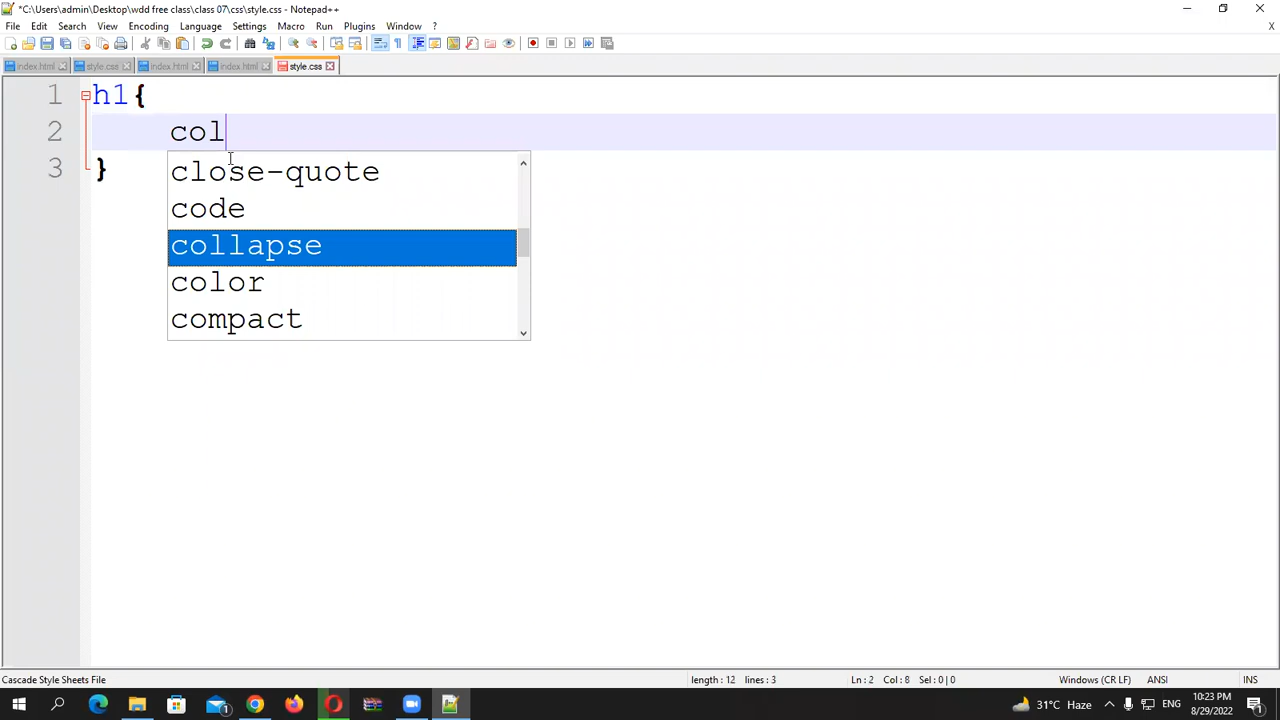 *C:\Users\admin\Desktop\wdd free class\class 07\css\style.css - Notepad++
File Edit Search View Encoding Language Settings Tools Macro Run Plugins Window ?
index.html style.css index.html index.html style.css
1 h1{
2 col
3 }
close-quote
code
collapse
color
compact
Cascade Style Sheets File length : 12 lines : 3 Ln : 2 Col : 8 Sel : 0 | 0 Windows (CR LF) ANSI INS
31°C Haze ENG 10:23 PM
8/29/2022